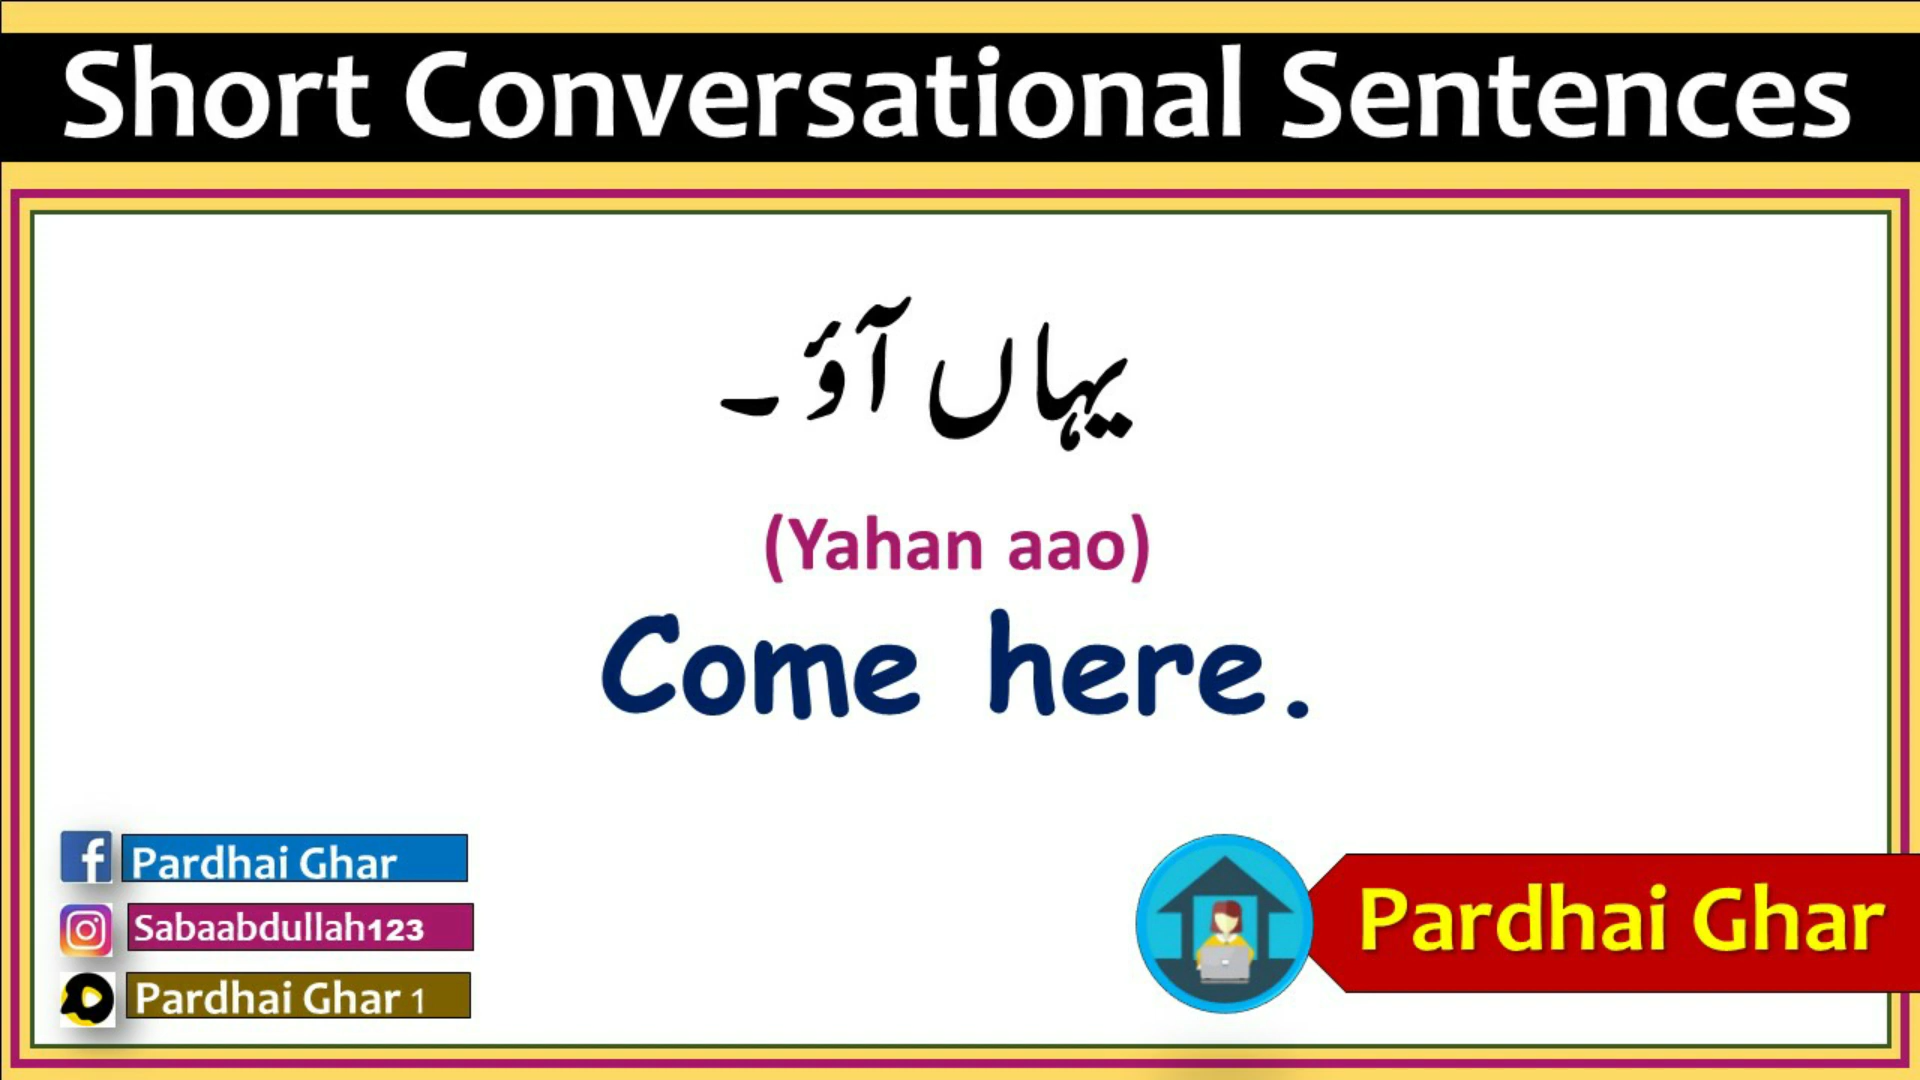 Short Conversational Sentences
یہاں آؤ۔
(Yahan aao)
Come here.
Pardhai Ghar
Sabaabdullah123
Pardhai Ghar 1
Pardhai Ghar